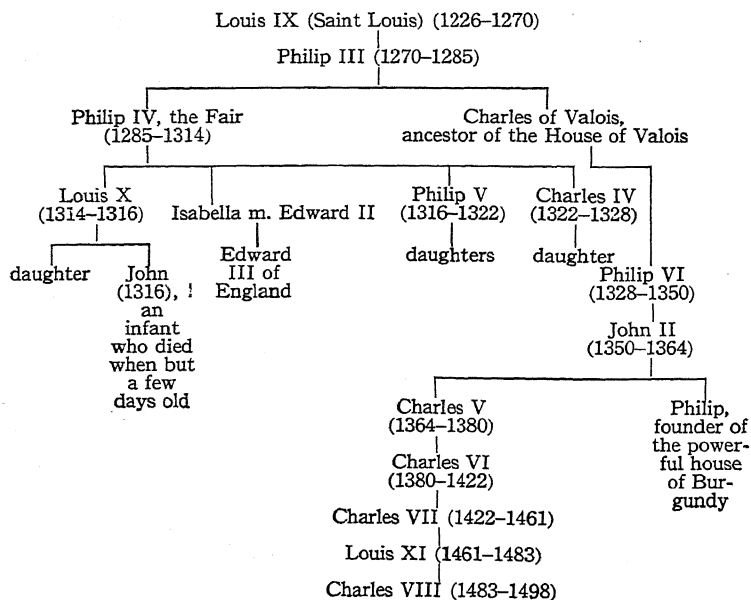 Louis IX (Saint Louis) (1226–1270)
Philip III (1270–1285)
Philip IV, the Fair
(1285–1314)
Charles of Valois,
ancestor of the House of Valois
Louis X
(1314–1316)
Isabella m. Edward II
Philip V
(1316–1322)
Charles IV
(1322–1328)
daughter
John
(1316),
an
infant
who died
when but
a few
days old
Edward
III of
England
daughters
daughter
Philip VI
(1328–1350)
John II
(1350–1364)
Charles V
(1364–1380)
Philip,
founder of
the power-
ful house
of Bur-
gundy
Charles VI
(1380–1422)
Charles VII (1422–1461)
Louis XI (1461–1483)
Charles VIII (1483–1498)